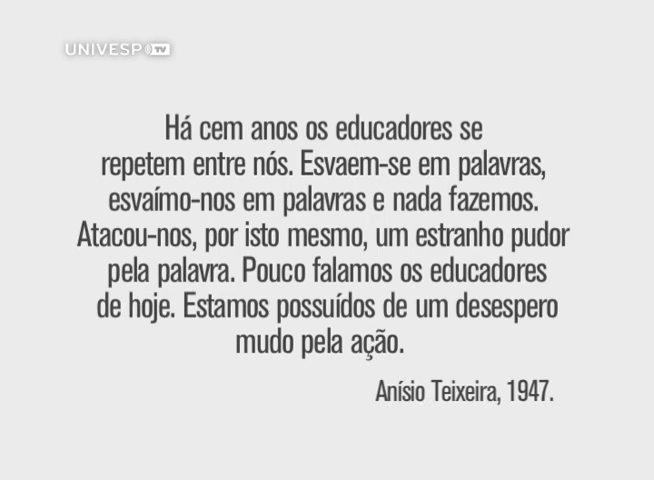 UNIVESP TV
Há cem anos os educadores se
repetem entre nós. Esvaem-se em palavras,
esvaímo-nos em palavras e nada fazemos.
Atacou-nos, por isto mesmo, um estranho pudor
pela palavra. Pouco falamos os educadores
de hoje. Estamos possuídos de um desespero
mudo pela ação.
Anísio Teixeira, 1947.